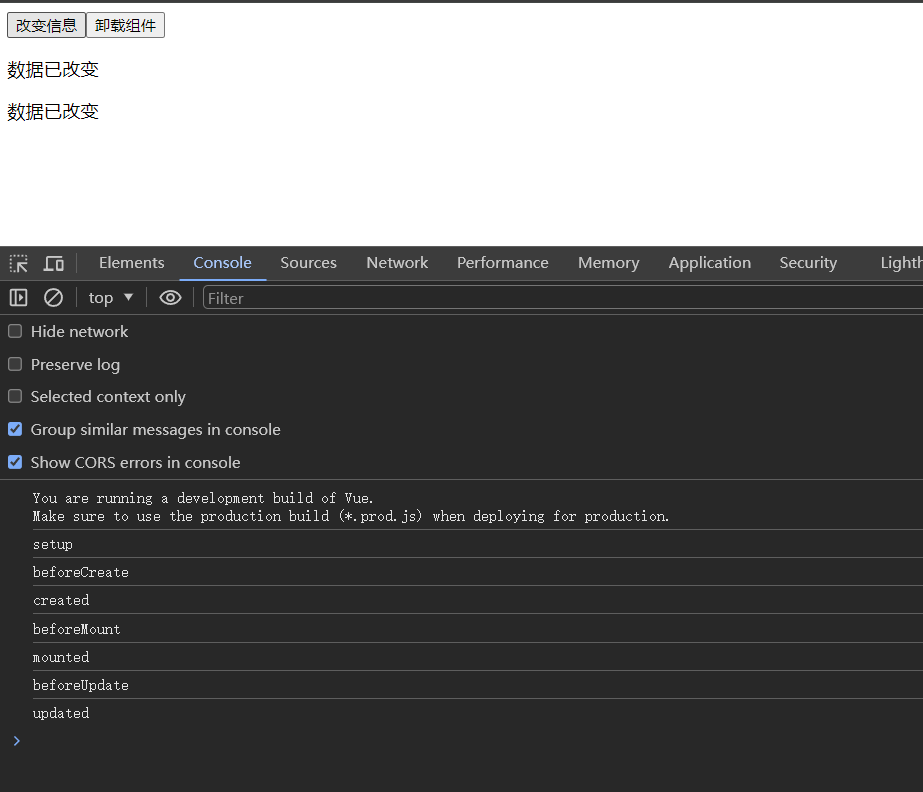 改变信息 卸载组件
数据已改变
数据已改变
Elements Console Sources Network Performance Memory Application Security Lighth
top ▼ Filter
Hide network
Preserve log
Selected context only
Group similar messages in console
Show CORS errors in console
You are running a development build of Vue.
Make sure to use the production build (*.prod.js) when deploying for production.
setup
beforeCreate
created
beforeMount
mounted
beforeUpdate
updated